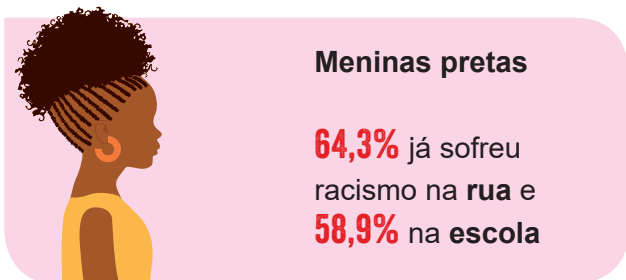 Meninas pretas
64,3% já sofreu
racismo na rua e
58,9% na escola